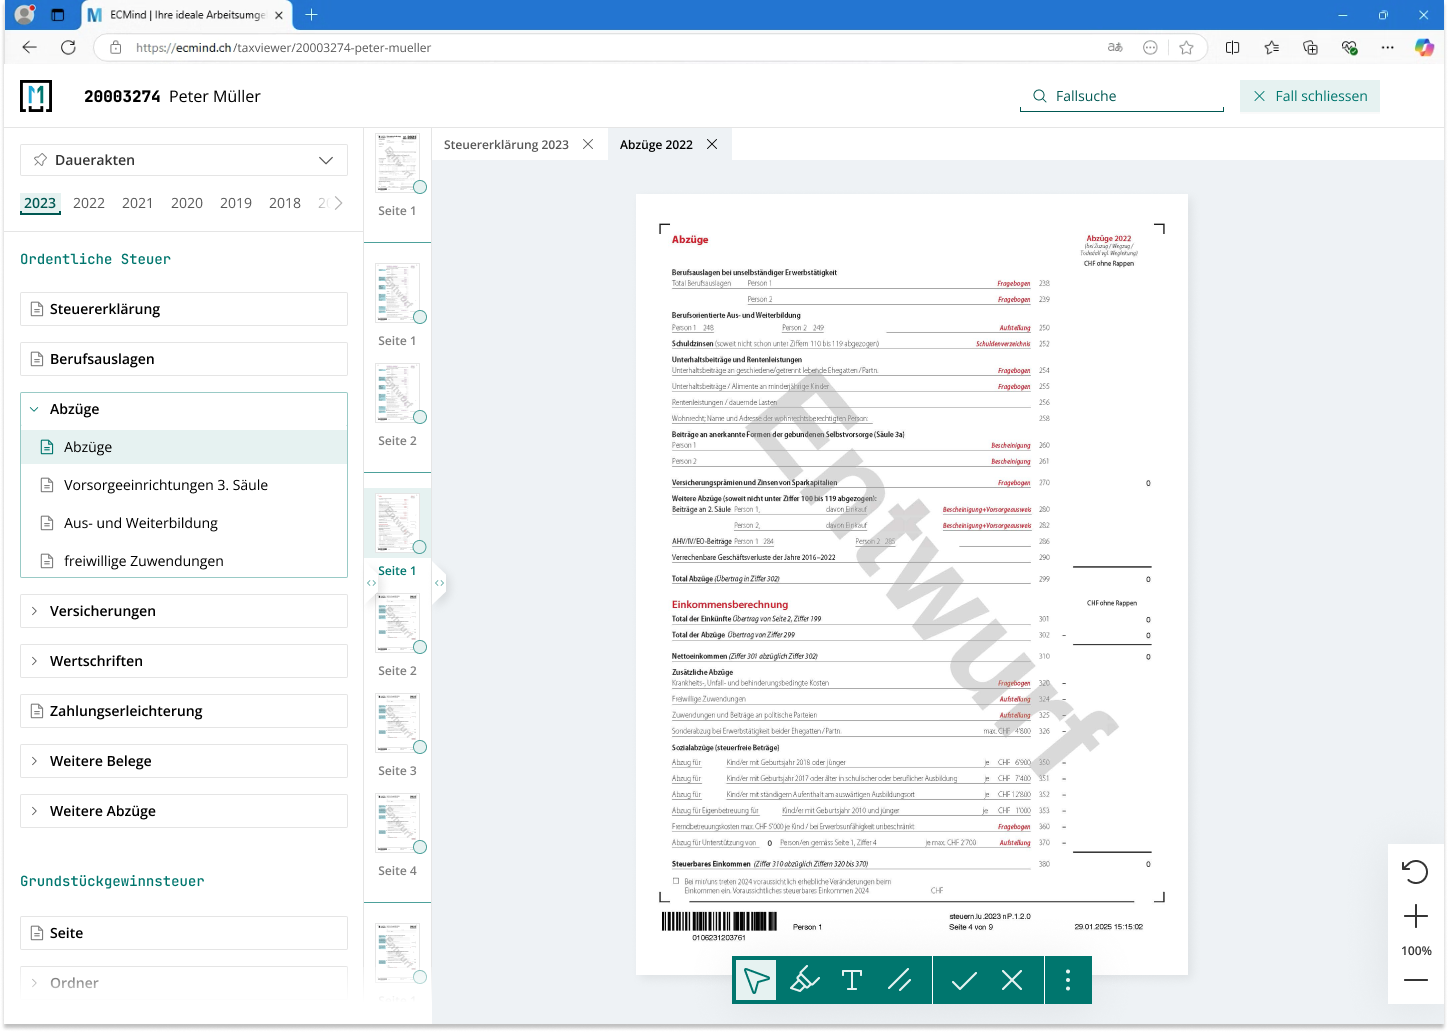 ECMind | Ihre ideale Arbeitsumge
https://ecmind.ch/taxviewer/20003274-peter-mueller
20003274 Peter Müller
Fallsuche
Fall schliessen
Dauerakten
2023 2022 2021 2020 2019 2018
Ordentliche Steuer
Steuererklärung
Berufsauslagen
Abzüge
Abzüge
Vorsorgeeinrichtungen 3. Säule
Aus- und Weiterbildung
freiwillige Zuwendungen
Versicherungen
Wertschriften
Zahlungserleichterung
Weitere Belege
Weitere Abzüge
Grundstückgewinnsteuer
Seite
Ordner
Seite 1
Seite 1
Seite 2
Seite 1
Seite 2
Seite 3
Seite 4
Steuererklärung 2023
Abzüge 2022
Abzüge
Abzüge 2022
CHF ohne Rappen
Berufsauslagen bei unselbständiger Erwerbstätigkeit
Total Berufsauslagen Person 1 Fragebogen 238
Person 2 Fragebogen 239
Berufsorientierte Aus- und Weiterbildung
Person 1 248 Person 2 249 Aufstellung 250
Schuldzinsen (soweit nicht schon unter Ziffern 110 bis 119 abgezogen) Schuldenverzeichnis 252
Unterhaltsbeiträge und Rentenleistungen
Unterhaltsbeiträge an geschiedene/getrennt lebende Ehegatten/Partn. Fragebogen 254
Unterhaltsbeiträge / Alimente an minderjährige Kinder Fragebogen 255
Rentenleistungen / dauernde Lasten 256
Wohnrecht; Name und Adresse der wohnrechtsberechtigten Person: 258
Beiträge an anerkannte Formen der gebundenen Selbstvorsorge (Säule 3a)
Person 1 Bescheinigung 260
Person 2 Bescheinigung 261
Versicherungsprämien und Zinsen von Sparkapitalien Fragebogen 270 0
Weitere Abzüge (soweit nicht unter Ziffer 100 bis 119 abgezogen):
Beiträge an 2. Säule Person 1, davon Einkauf Bescheinigung+Vorsorgeausweis 280
Person 2, davon Einkauf Bescheinigung+Vorsorgeausweis 282
AHV/IV/EO-Beiträge Person 1 284 Person 2 285 286
Verrechenbare Geschäftsverluste der Jahre 2016–2022 290
Total Abzüge (Übertrag in Ziffer 302) 299 0
Einkommensberechnung CHF ohne Rappen
Total der Einkünfte Übertrag von Seite 2, Ziffer 199 301 0
Total der Abzüge Übertrag von Ziffer 299 302 – 0
Nettoeinkommen (Ziffer 301 abzüglich Ziffer 302) 310 0
Zusätzliche Abzüge
Krankheits-, Unfall- und behinderungsbedingte Kosten Fragebogen 320 –
Freiwillige Zuwendungen Aufstellung 324 –
Zuwendungen und Beiträge an politische Parteien Aufstellung 325 –
Sonderabzug bei Erwerbstätigkeit beider Ehegatten / Partn. max. CHF 4'800 326 –
Sozialabzüge (steuerfreie Beträge)
Abzug für Kind/er mit Geburtsjahr 2018 oder jünger je CHF 6'900 350 –
Abzug für Kind/er mit Geburtsjahr 2017 oder älter in schulischer oder beruflicher Ausbildung je CHF 7'400 351 –
Abzug für Kind/er mit ständigem Aufenthalt am auswärtigen Ausbildungsort je CHF 12'800 352 –
Abzug für Eigenbetreuung für Kind/er mit Geburtsjahr 2010 und jünger je CHF 1'000 353 –
Fremdbetreuungskosten max. CHF 5'000 je Kind / bei Erwerbsunfähigkeit unbeschränkt Fragebogen 360 –
Abzug für Unterstützung von 0 Person/en gemäss Seite 1, Ziffer 4 je max. CHF 2'700 Aufstellung 370 –
Steuerbares Einkommen (Ziffer 310 abzüglich Ziffern 320 bis 370) 380 0
Bei mir/uns treten 2024 voraussichtlich erhebliche Veränderungen beim
Einkommen ein. Voraussichtliches steuerbares Einkommen 2024. CHF
Entwurf
0106231203761
Person 1
steuern.lu.2023 nP.1.2.0
Seite 4 von 9
29.01.2025 15:15:02
100%